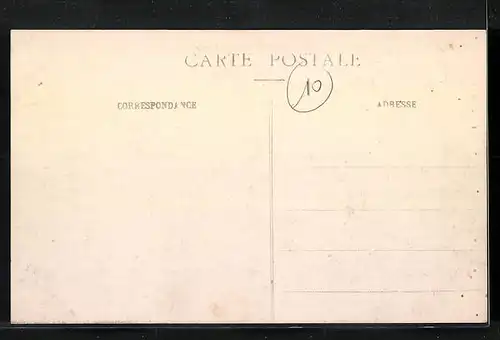 CARTE POSTALE
10
CORRESPONDANCE
ADRESSE